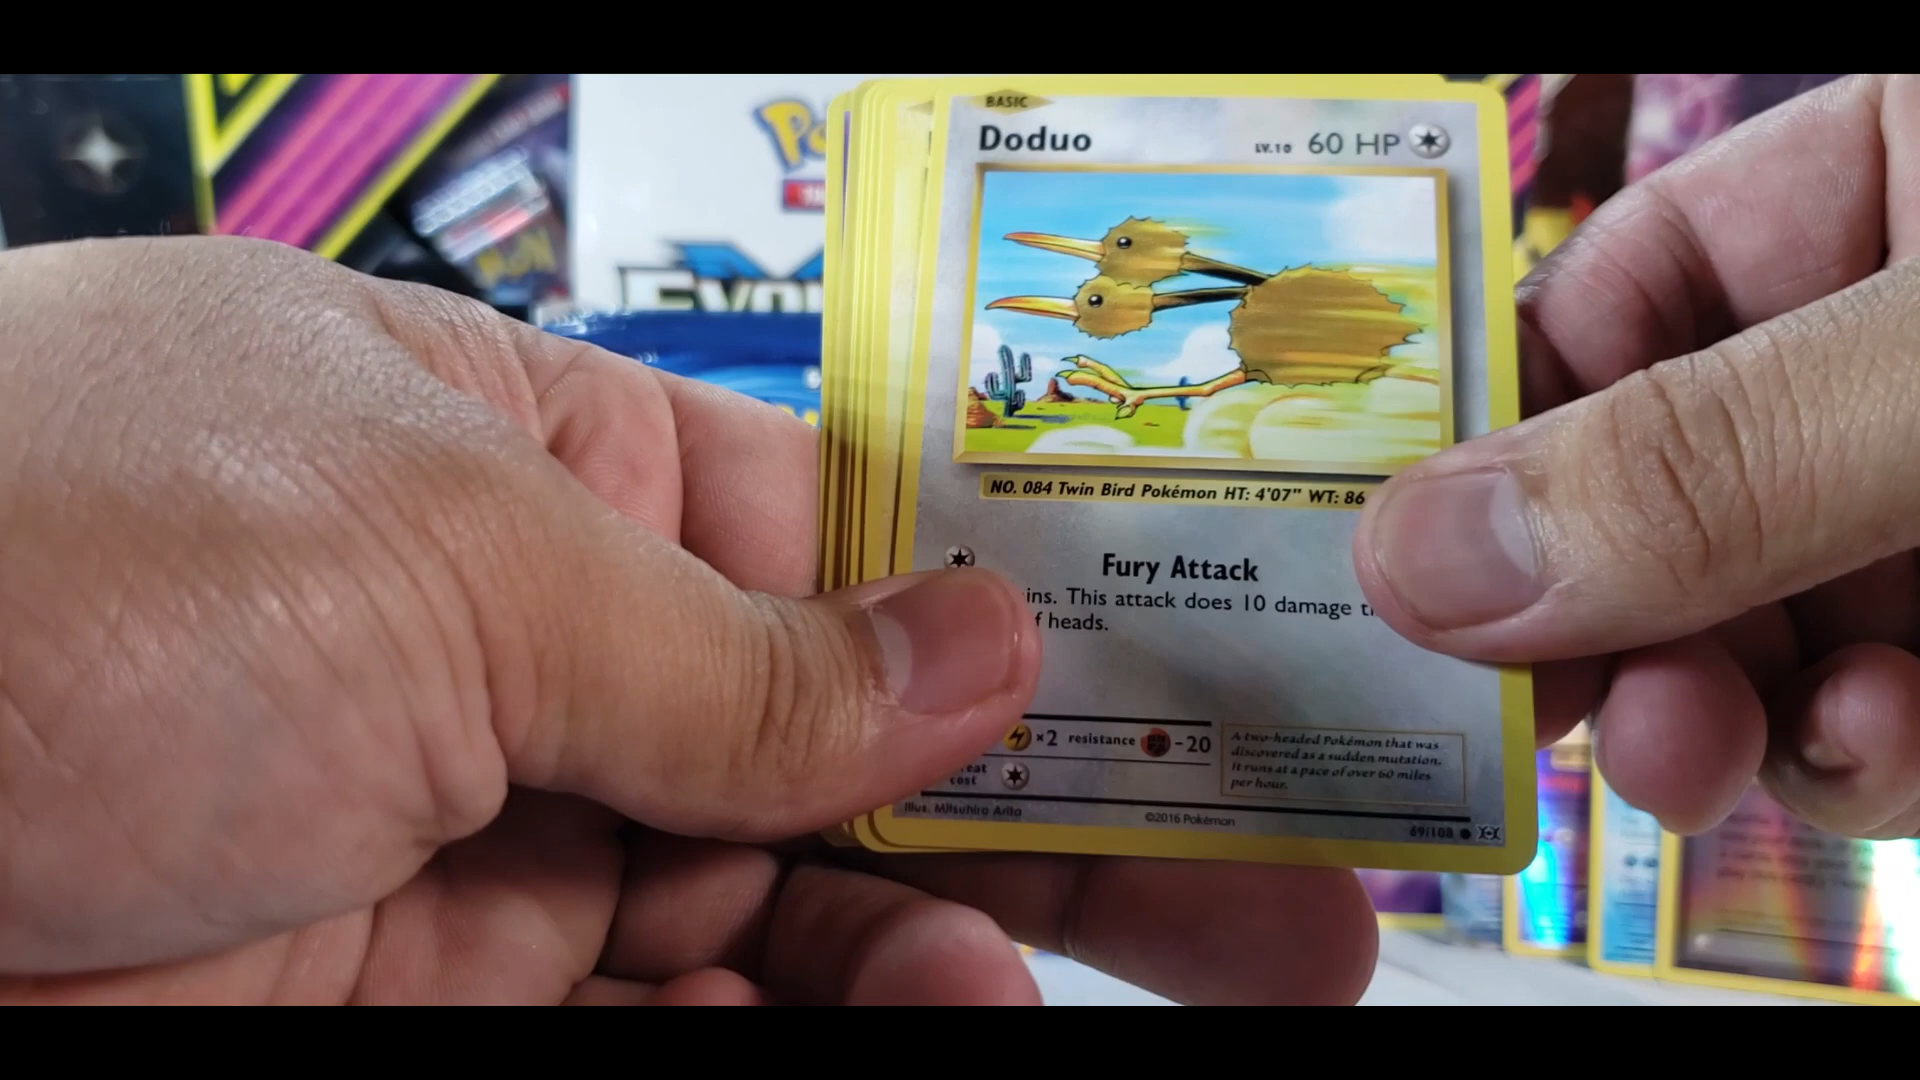 BASIC
Doduo LV.10 60 HP
NO. 084 Twin Bird Pokémon HT: 4'07" WT: 86
Fury Attack
ins. This attack does 10 damage
f heads.
×2 resistance -20
cost
A two-headed Pokémon that was
discovered as a sudden mutation.
It runs at a pace of over 60 miles
per hour.
Illus. Mitsuhiro Arita
©2016 Pokémon
69/108